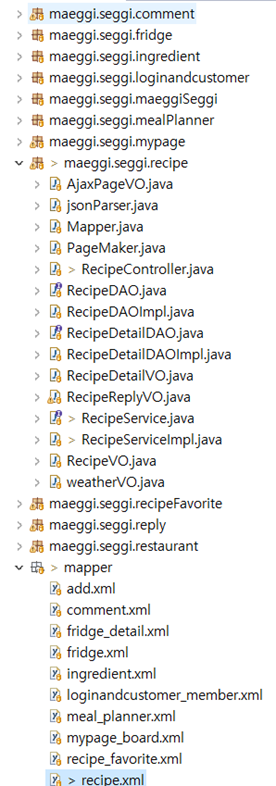 maeggi.seggi.comment
maeggi.seggi.fridge
maeggi.seggi.ingredient
maeggi.seggi.loginandcustomer
maeggi.seggi.maeggiSeggi
maeggi.seggi.mealPlanner
maeggi.seggi.mypage
> maeggi.seggi.recipe
AjaxPageVO.java
jsonParser.java
Mapper.java
PageMaker.java
> RecipeController.java
RecipeDAO.java
RecipeDAOImpl.java
RecipeDetailDAO.java
RecipeDetailDAOImpl.java
RecipeDetailVO.java
RecipeReplyVO.java
> RecipeService.java
> RecipeServiceImpl.java
RecipeVO.java
weatherVO.java
maeggi.seggi.recipeFavorite
maeggi.seggi.reply
maeggi.seggi.restaurant
> mapper
add.xml
comment.xml
fridge_detail.xml
fridge.xml
ingredient.xml
loginandcustomer_member.xml
meal_planner.xml
mypage_board.xml
recipe_favorite.xml
> recipe.xml